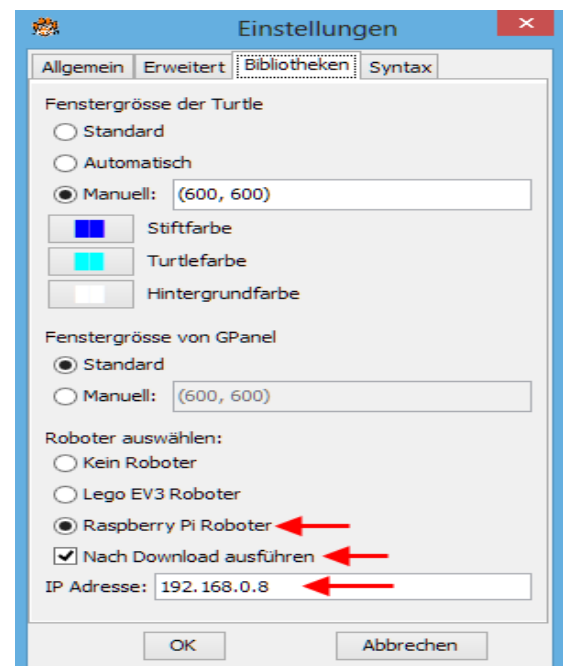 Einstellungen
Allgemein Erweitert Bibliotheken Syntax
Fenstergrösse der Turtle
Standard
Automatisch
Manuell: (600, 600)
Stiftfarbe
Turtlefarbe
Hintergrundfarbe
Fenstergrösse von GPanel
Standard
Manuell: (600, 600)
Roboter auswählen:
Kein Roboter
Lego EV3 Roboter
Raspberry Pi Roboter
Nach Download ausführen
IP Adresse: 192.168.0.8
OK Abbrechen